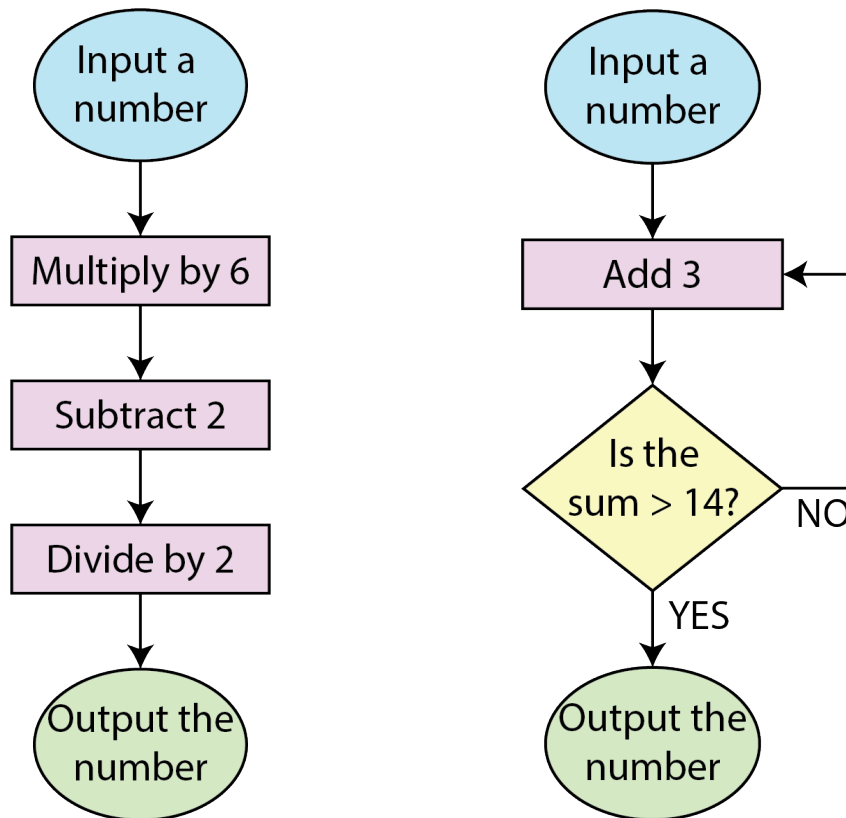 Input a
number
Multiply by 6
Subtract 2
Divide by 2
Output the
number
Input a
number
Add 3
Is the
sum > 14?
NO
YES
Output the
number